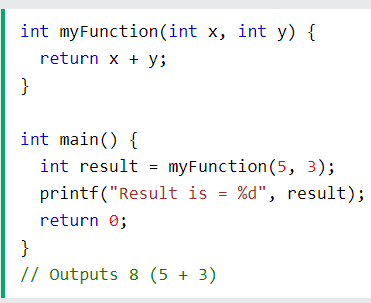 int myFunction(int x, int y) {
  return x + y;
}

int main() {
  int result = myFunction(5, 3);
  printf("Result is = %d", result);
  return 0;
}
// Outputs 8 (5 + 3)